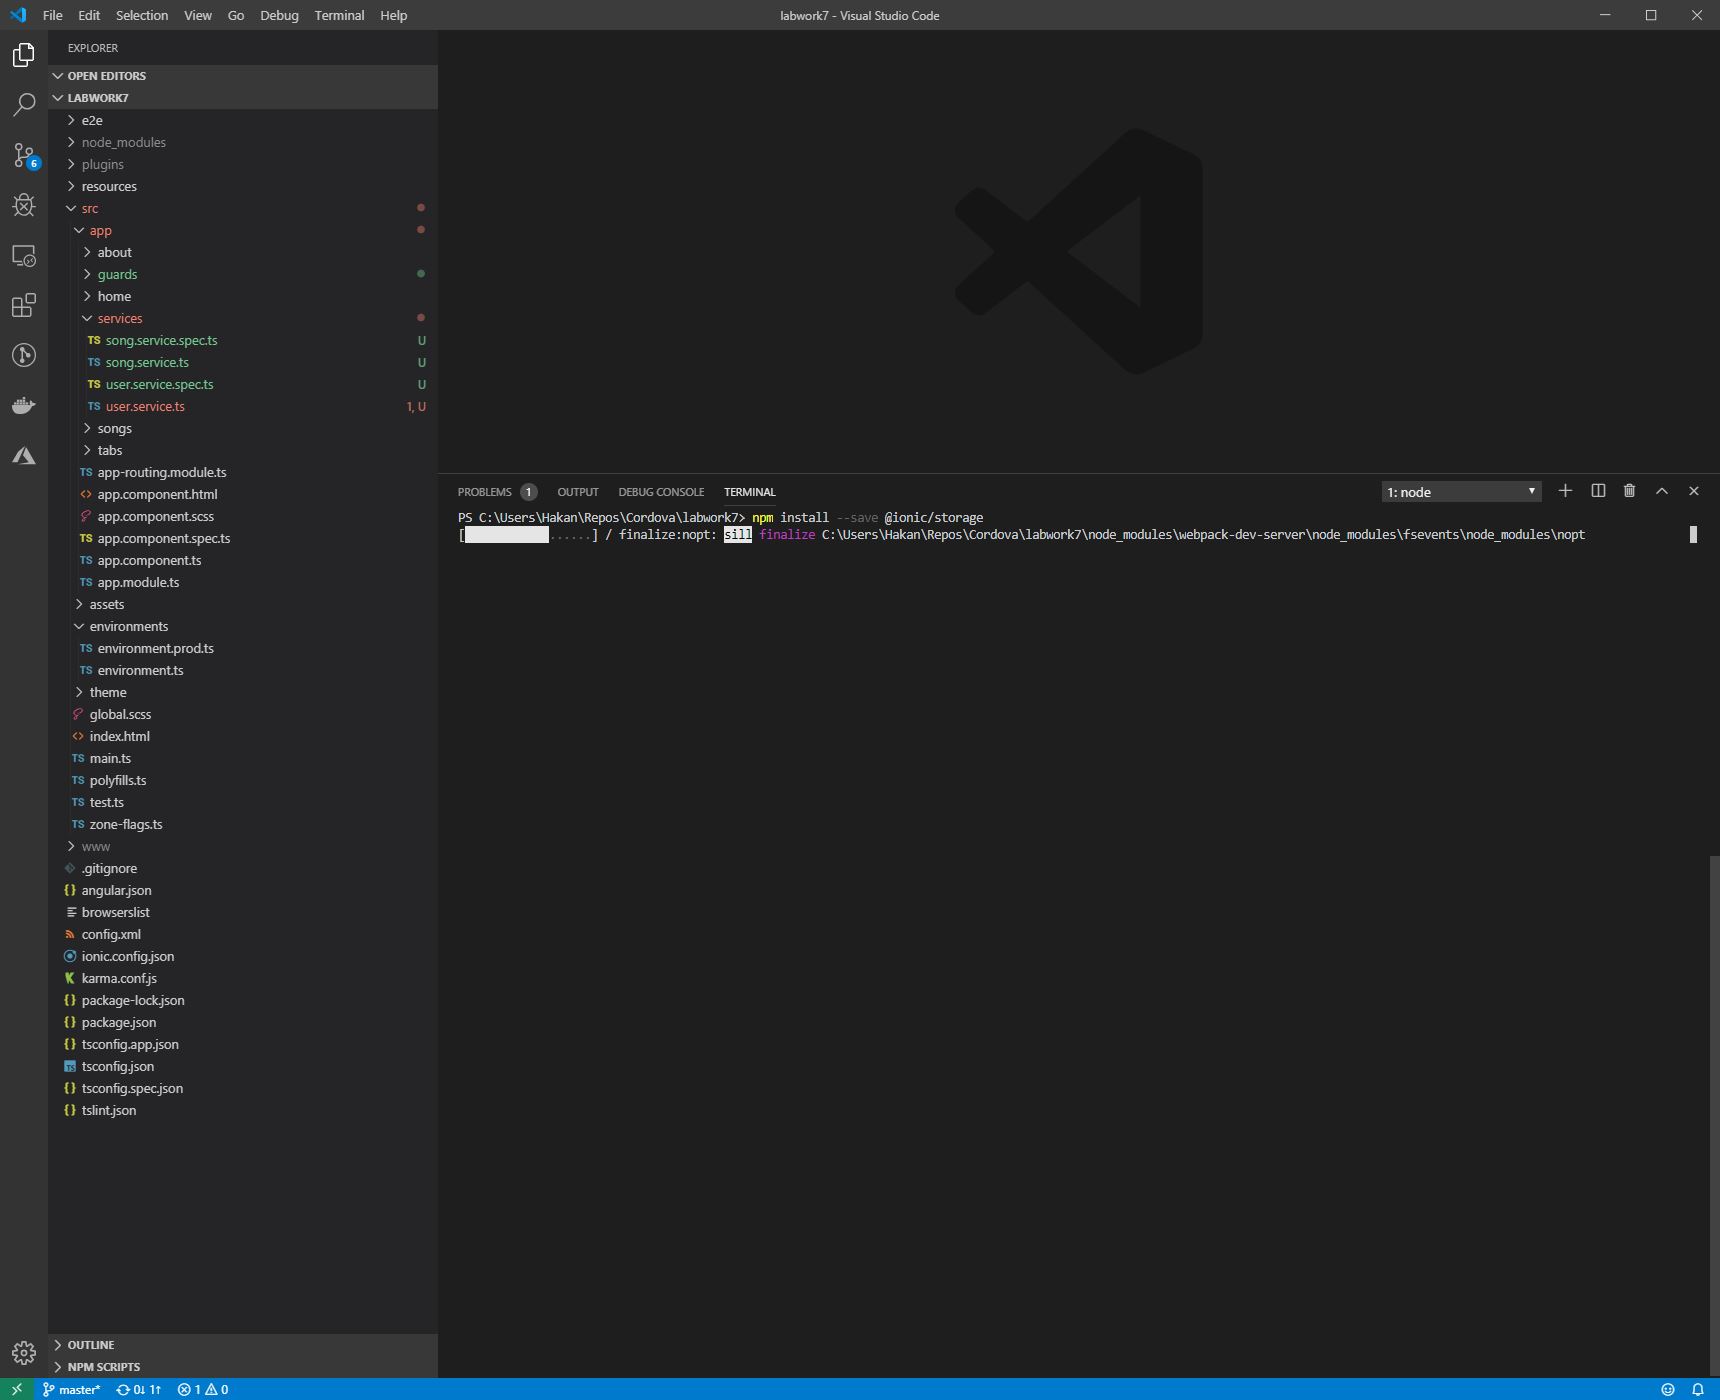 File Edit Selection View Go Debug Terminal Help
labwork7 - Visual Studio Code
EXPLORER
OPEN EDITORS
LABWORK7
e2e
node_modules
plugins
resources
src
app
about
guards
home
services
TS song.service.spec.ts U
TS song.service.ts U
TS user.service.spec.ts U
TS user.service.ts 1, U
songs
tabs
TS app-routing.module.ts
<> app.component.html
app.component.scss
TS app.component.spec.ts
TS app.component.ts
TS app.module.ts
assets
environments
TS environment.prod.ts
TS environment.ts
theme
global.scss
<> index.html
TS main.ts
TS polyfills.ts
TS test.ts
TS zone-flags.ts
www
.gitignore
{} angular.json
browserslist
config.xml
ionic.config.json
karma.conf.js
{} package-lock.json
{} package.json
{} tsconfig.app.json
TS tsconfig.json
{} tsconfig.spec.json
{} tslint.json
OUTLINE
NPM SCRIPTS
6
PROBLEMS 1 OUTPUT DEBUG CONSOLE TERMINAL
1: node
PS C:\Users\Hakan\Repos\Cordova\labwork7> npm install --save @ionic/storage
[ ......] / finalize:nopt: sill finalize C:\Users\Hakan\Repos\Cordova\labwork7\node_modules\webpack-dev-server\node_modules\fsevents\node_modules\nopt
master* 0↓ 1↑ 1 0